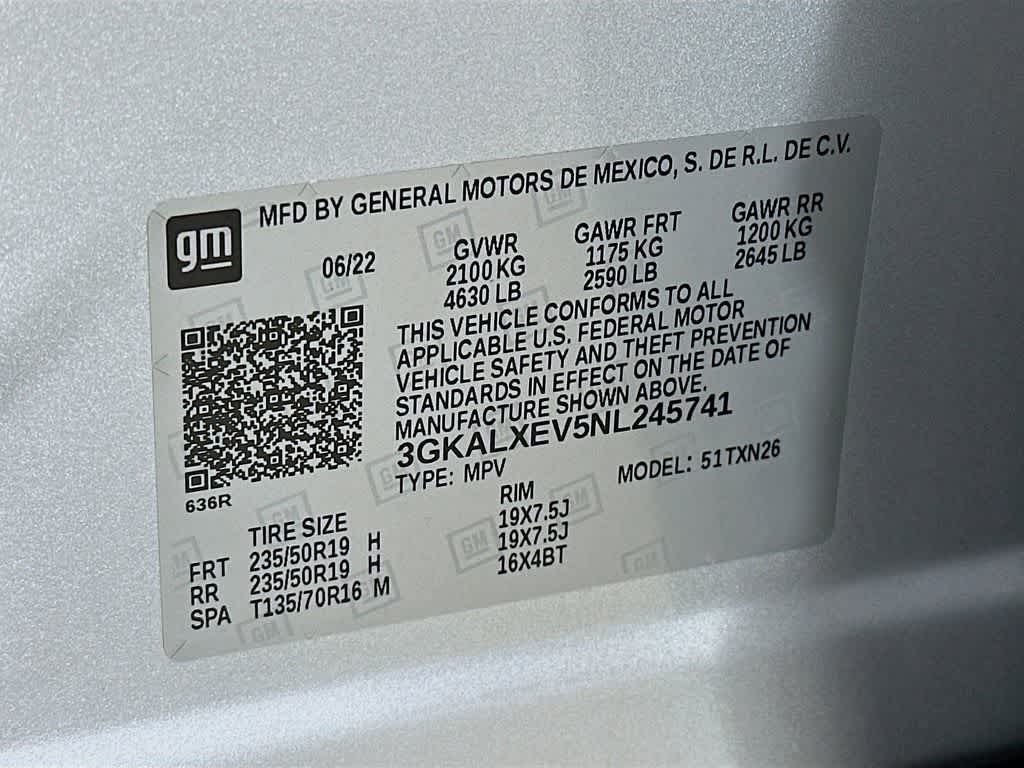 gm
MFD BY GENERAL MOTORS DE MEXICO, S. DE R.L. DE C.V.
06/22
GVWR
2100 KG
4630 LB
GAWR FRT
1175 KG
2590 LB
GAWR RR
1200 KG
2645 LB
THIS VEHICLE CONFORMS TO ALL
APPLICABLE U.S. FEDERAL MOTOR
VEHICLE SAFETY AND THEFT PREVENTION
STANDARDS IN EFFECT ON THE DATE OF
MANUFACTURE SHOWN ABOVE.
3GKALXEV5NL245741
TYPE: MPV
MODEL: 51TXN26
636R
TIRE SIZE
RIM
FRT 235/50R19 H 19X7.5J
RR 235/50R19 H 19X7.5J
SPA T135/70R16 M 16X4BT